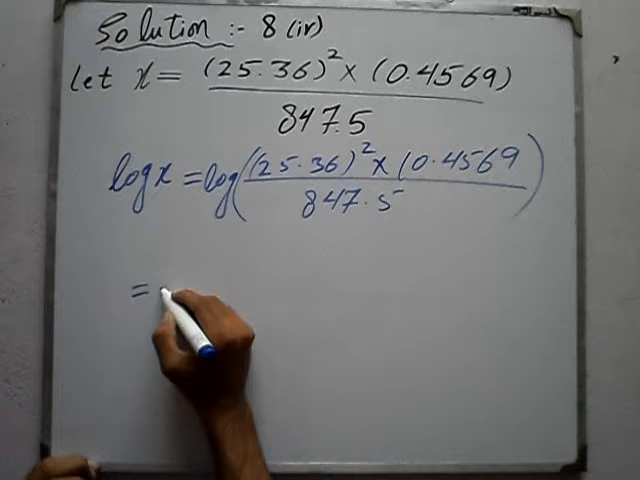 Solution :- 8 (iv)
let x = (25.36)² × (0.4569)
847.5
log x = log( (25.36)² × (0.4569
847.5 )
=